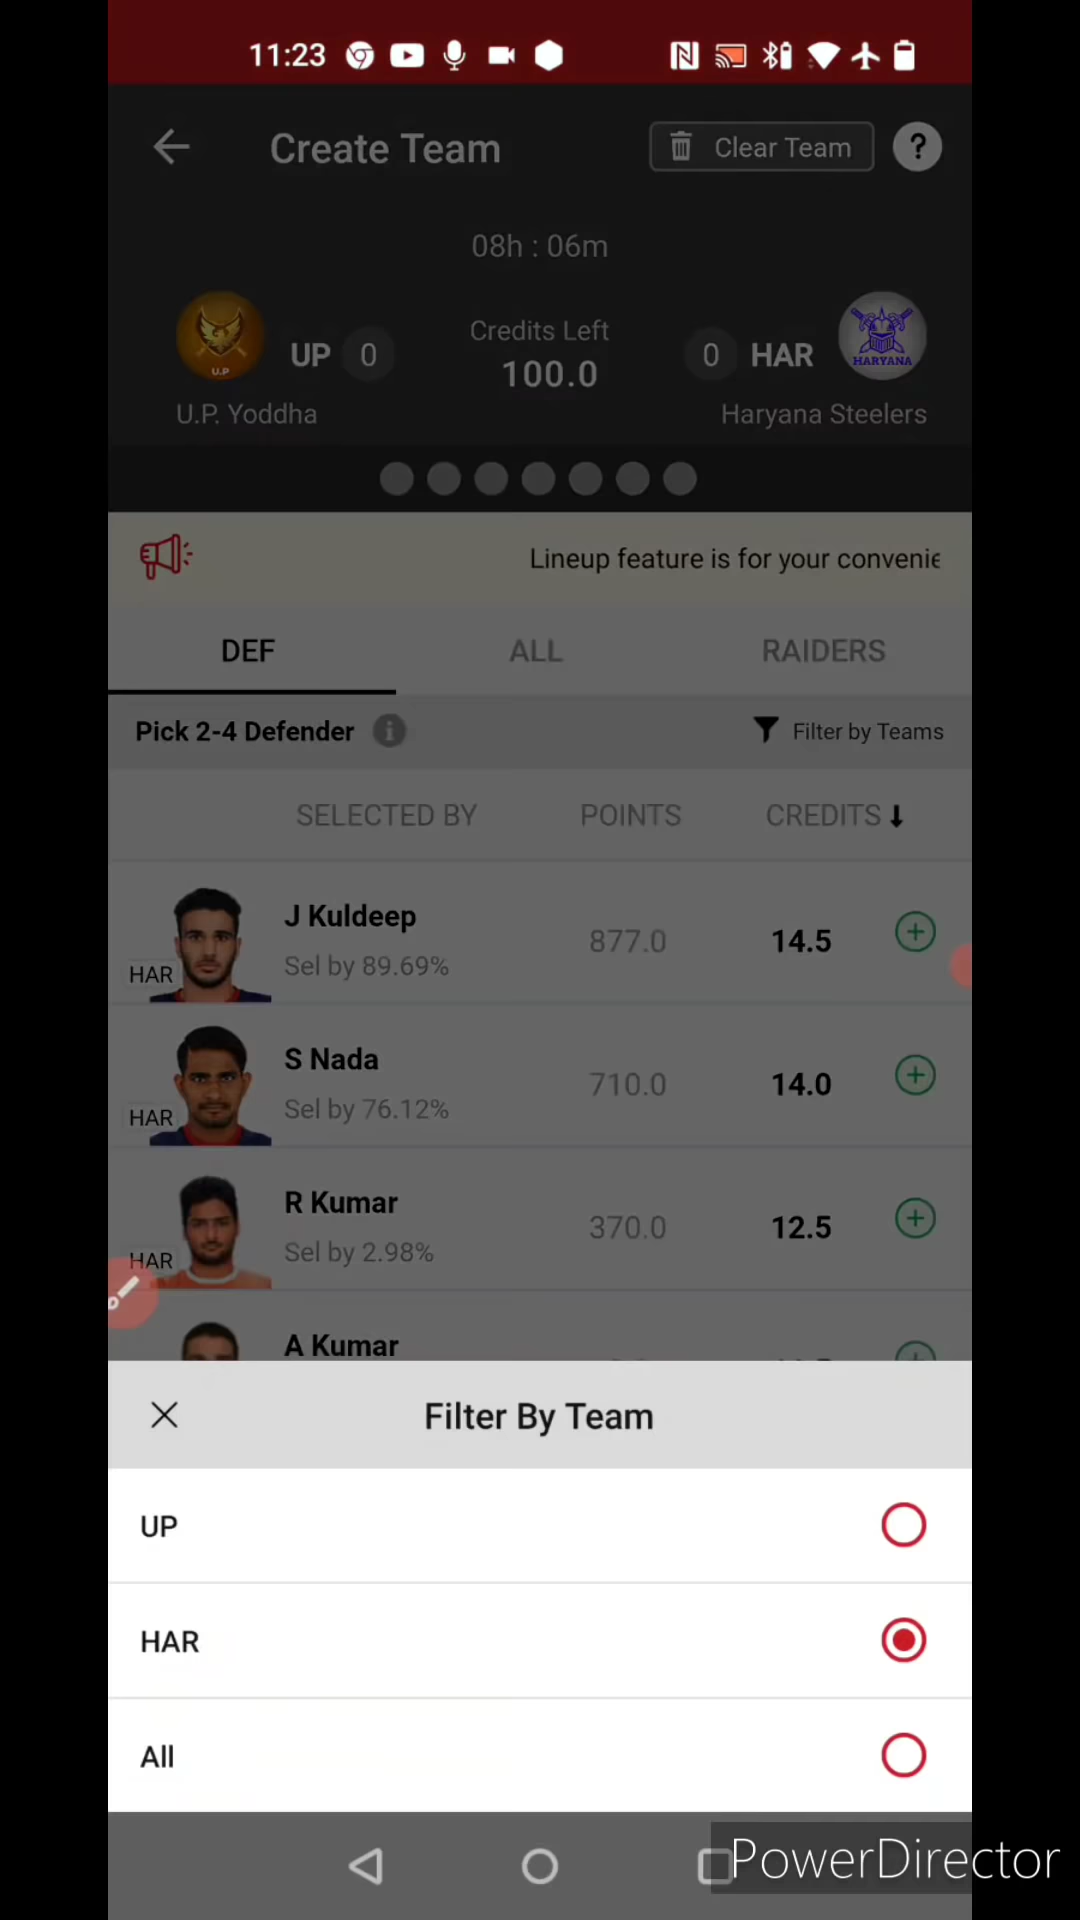 11:23
Create Team
Clear Team
?
08h : 06m
U.P
UP 0
Credits Left
100.0
0 HAR
HARYANA
U.P. Yoddha
Haryana Steelers
Lineup feature is for your convenie
DEF
ALL
RAIDERS
Pick 2-4 Defender
Filter by Teams
SELECTED BY
POINTS
CREDITS
J Kuldeep
Sel by 89.69%
HAR
877.0
14.5
S Nada
Sel by 76.12%
HAR
710.0
14.0
R Kumar
Sel by 2.98%
HAR
370.0
12.5
A Kumar
Filter By Team
UP
HAR
All
PowerDirector